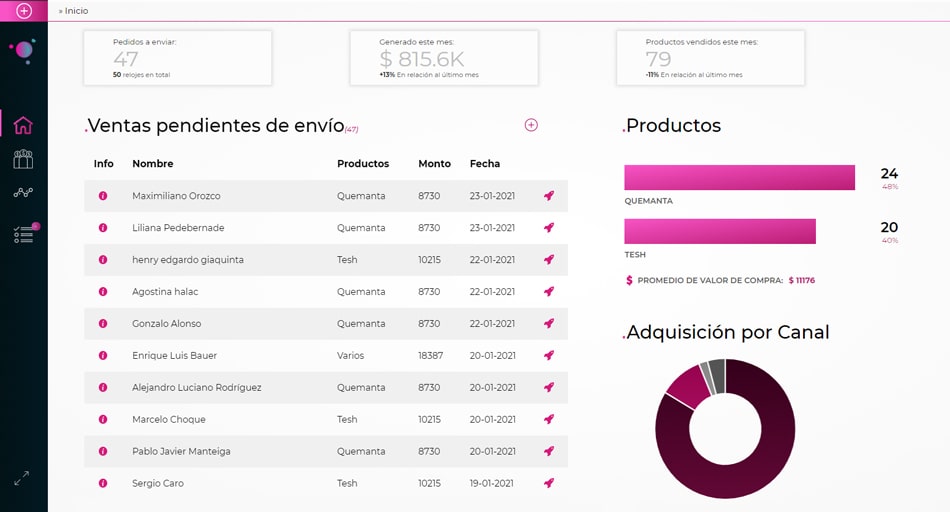 » Inicio
Pedidos a enviar:
47
50 relojes en total
Generado este mes:
$ 815.6K
+13% En relación al último mes
Productos vendidos este mes:
79
-11% En relación al último mes
.Ventas pendientes de envío(47)
Info Nombre Productos Monto Fecha
Maximiliano Orozco Quemanta 8730 23-01-2021
Liliana Pedebernade Quemanta 8730 23-01-2021
henry edgardo giaquinta Tesh 10215 22-01-2021
Agostina halac Quemanta 8730 22-01-2021
Gonzalo Alonso Quemanta 8730 22-01-2021
Enrique Luis Bauer Varios 18387 20-01-2021
Alejandro Luciano Rodríguez Quemanta 8730 20-01-2021
Marcelo Choque Tesh 10215 20-01-2021
Pablo Javier Manteiga Quemanta 8730 20-01-2021
Sergio Caro Tesh 10215 19-01-2021
.Productos
24
48%
QUEMANTA
20
40%
TESH
$ PROMEDIO DE VALOR DE COMPRA: $ 11176
.Adquisición por Canal